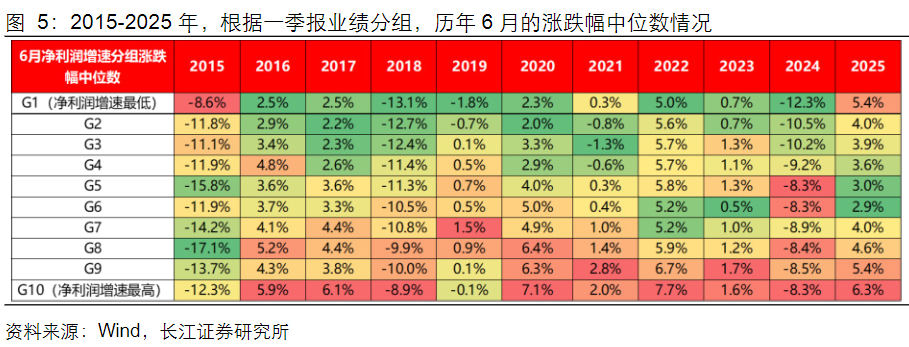 图 5：2015-2025 年，根据一季报业绩分组，历年 6 月的涨跌幅中位数情况
6月净利润增速分组涨跌幅中位数 2015 2016 2017 2018 2019 2020 2021 2022 2023 2024 2025
G1（净利润增速最低） -8.6% 2.5% 2.5% -13.1% -1.8% 2.3% 0.3% 5.0% 0.7% -12.3% 5.4%
G2 -11.8% 2.9% 2.2% -12.7% -0.7% 2.0% -0.8% 5.6% 0.7% -10.5% 4.0%
G3 -11.1% 3.4% 2.3% -12.4% 0.1% 3.3% -1.3% 5.7% 1.3% -10.2% 3.9%
G4 -11.9% 4.8% 2.6% -11.4% 0.5% 2.9% -0.6% 5.7% 1.1% -9.2% 3.6%
G5 -15.8% 3.6% 3.6% -11.3% 0.7% 4.0% 0.3% 5.8% 1.3% -8.3% 3.0%
G6 -11.9% 3.7% 3.3% -10.5% 0.5% 5.0% 0.4% 5.2% 0.5% -8.3% 2.9%
G7 -14.2% 4.1% 4.4% -10.8% 1.5% 4.9% 1.0% 5.2% 1.0% -8.9% 4.0%
G8 -17.1% 5.2% 4.4% -9.9% 0.9% 6.4% 1.4% 5.9% 1.2% -8.4% 4.6%
G9 -13.7% 4.3% 3.8% -10.0% 0.1% 6.3% 2.8% 6.7% 1.7% -8.5% 5.4%
G10（净利润增速最高） -12.3% 5.9% 6.1% -8.9% -0.1% 7.1% 2.0% 7.7% 1.6% -8.3% 6.3%
资料来源：Wind，长江证券研究所